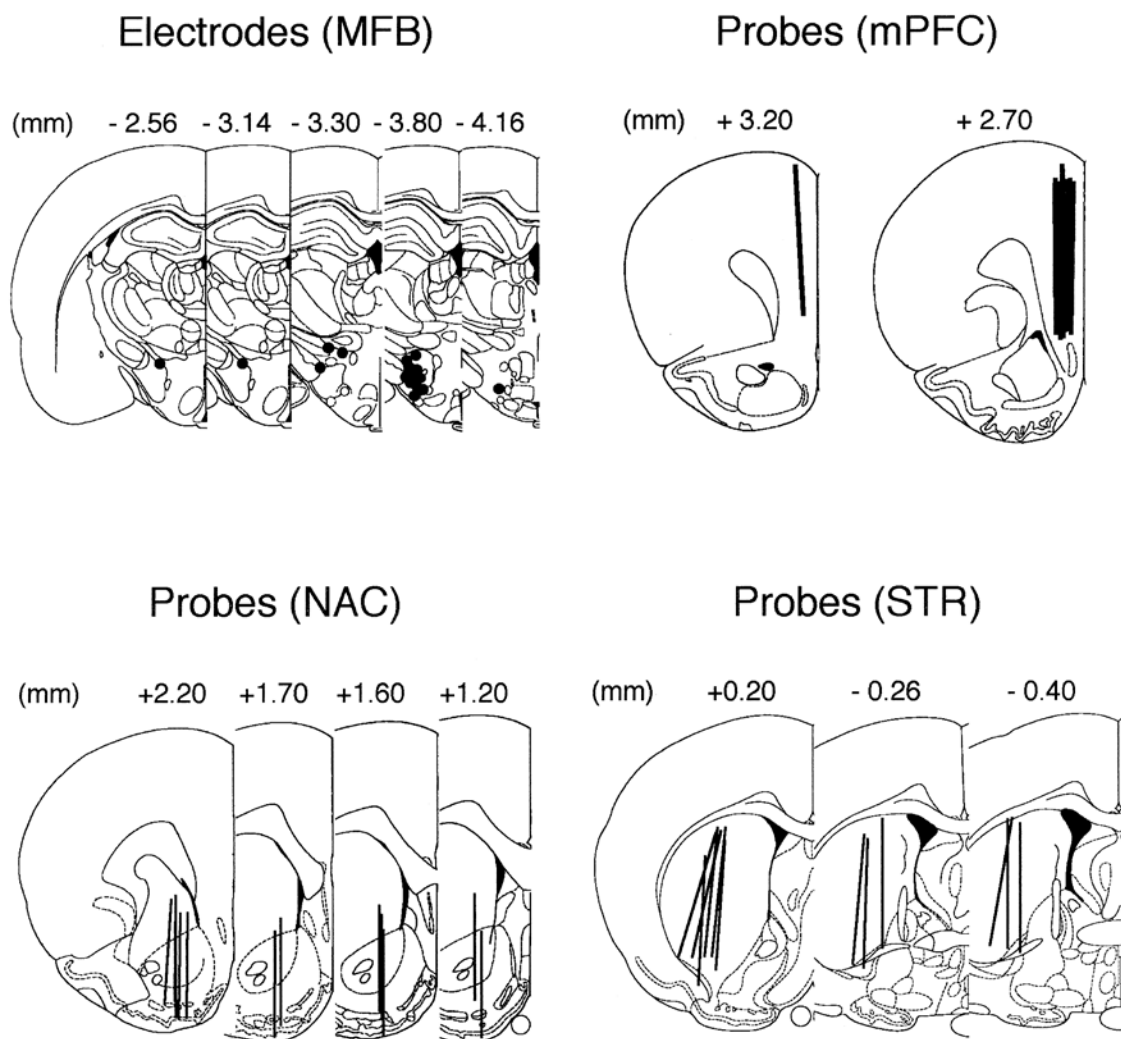 Electrodes (MFB)
(mm) - 2.56 - 3.14 - 3.30 - 3.80 - 4.16
Probes (mPFC)
(mm) + 3.20 + 2.70
Probes (NAC)
(mm) +2.20 +1.70 +1.60 +1.20
Probes (STR)
(mm) +0.20 - 0.26 - 0.40